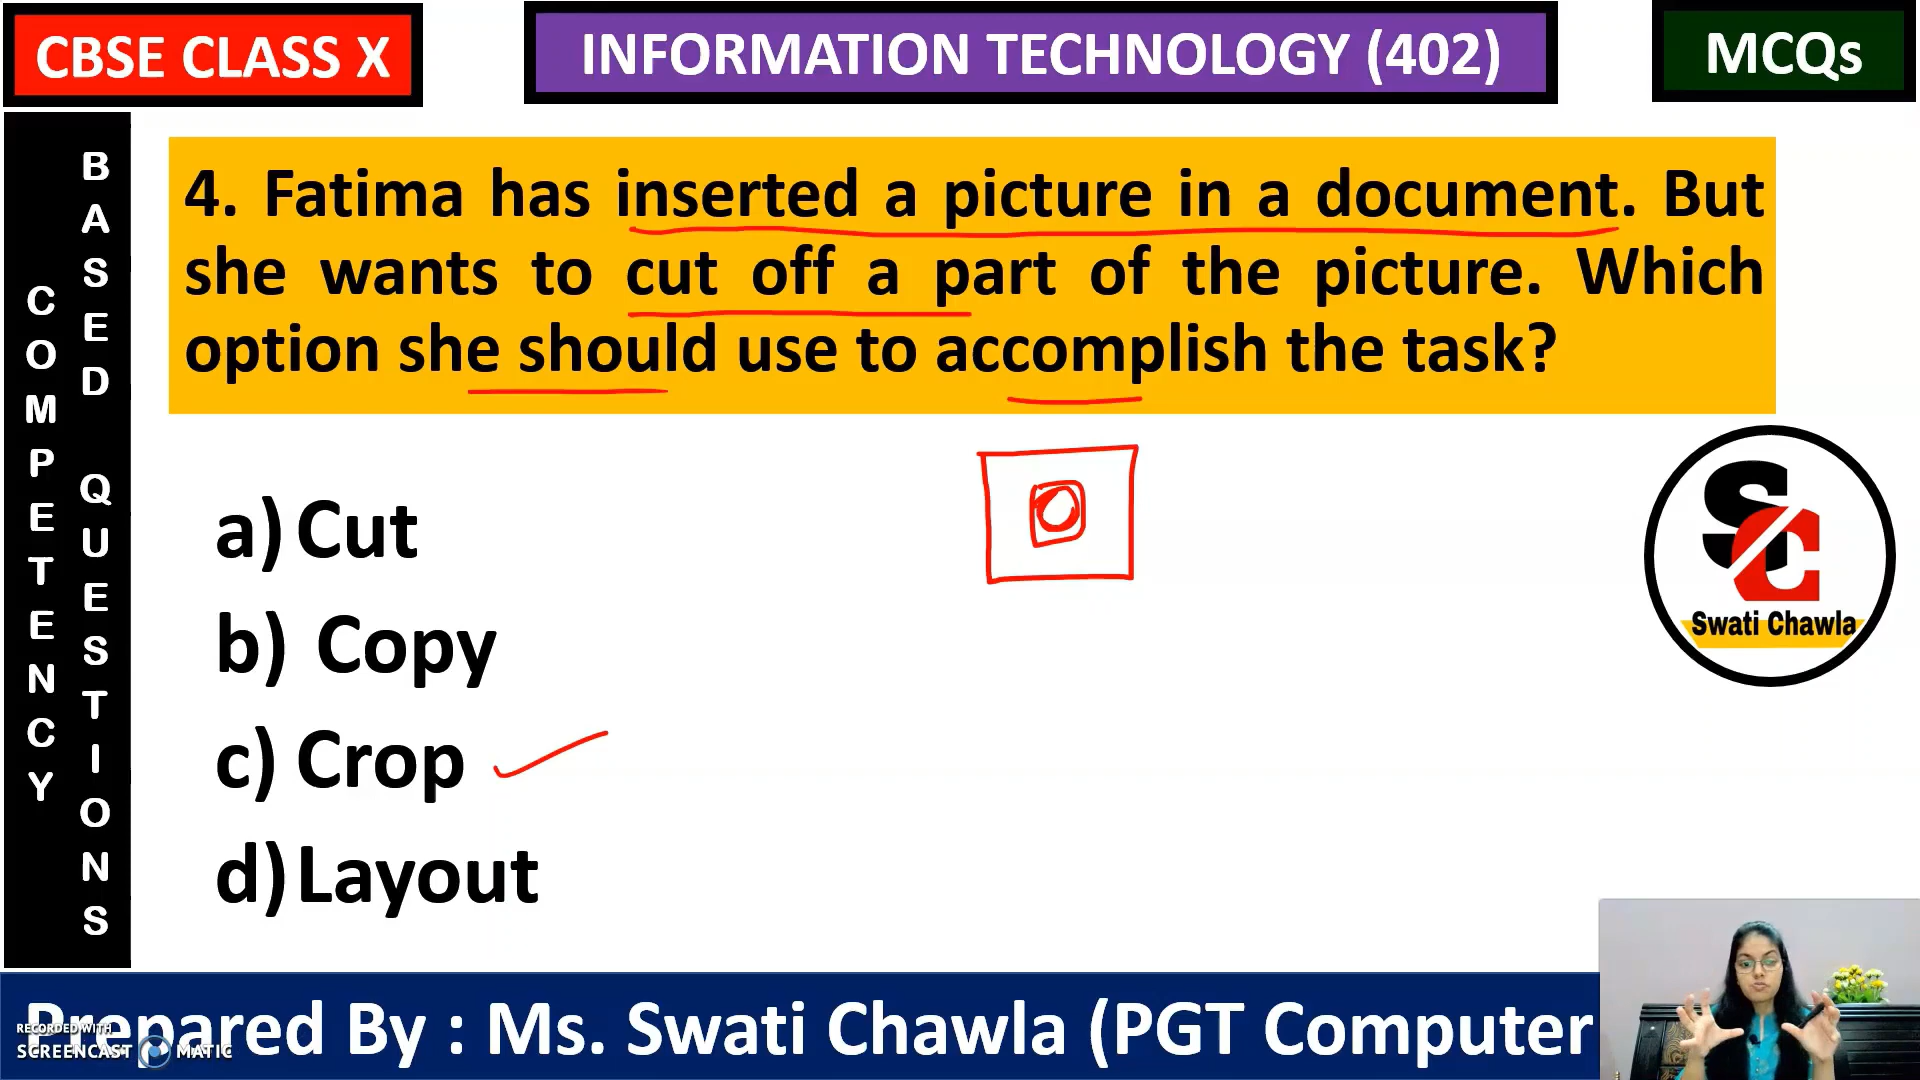 CBSE CLASS X
INFORMATION TECHNOLOGY (402)
MCQs
COMPETENCY
BASED QUESTIONS
4. Fatima has inserted a picture in a document. But
she wants to cut off a part of the picture. Which
option she should use to accomplish the task?
a) Cut
b) Copy
c) Crop
d) Layout
SC
Swati Chawla
Prepared By : Ms. Swati Chawla (PGT Computer
RECORDED WITH
SCREENCAST MATIC